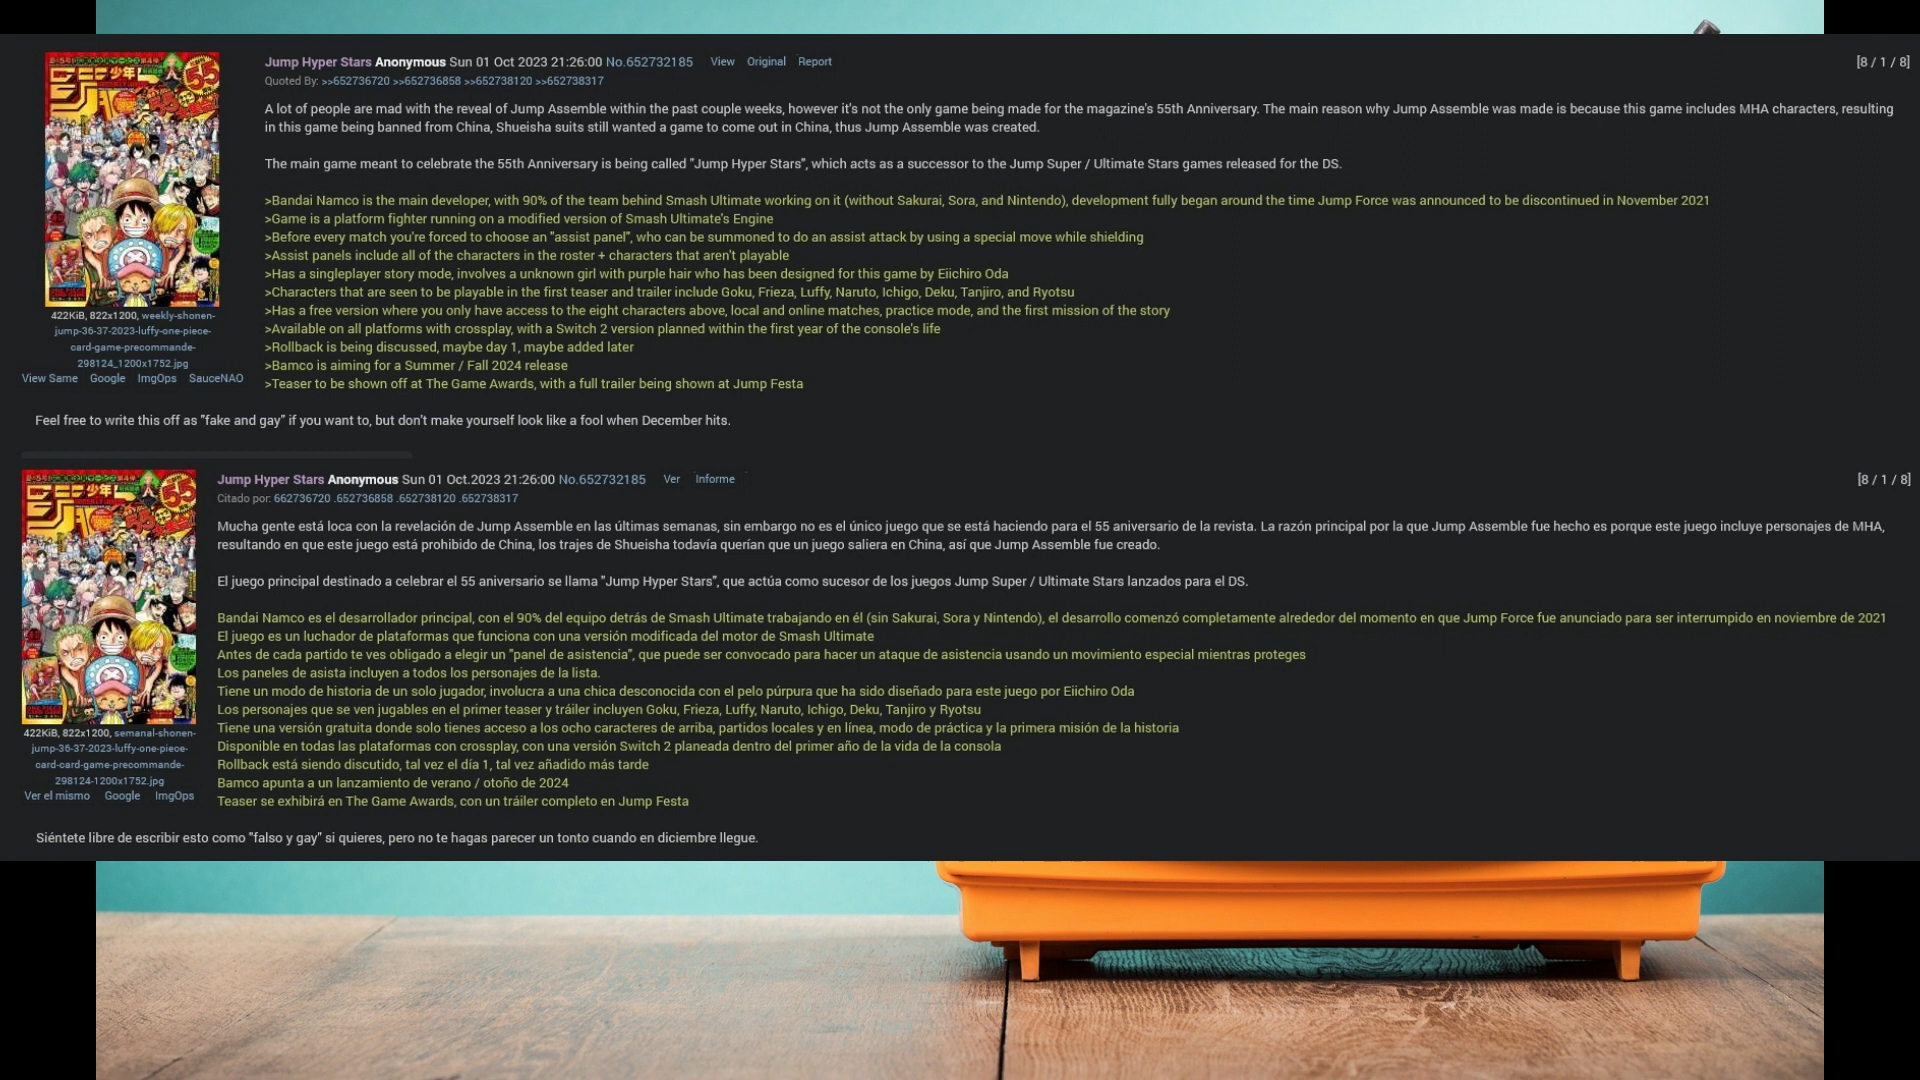 Jump Hyper Stars Anonymous Sun 01 Oct 2023 21:26:00 No.652732185 View Original Report [8 / 1 / 8]
Quoted By: >>652736720 >>652736858 >>652738120 >>652738317
A lot of people are mad with the reveal of Jump Assemble within the past couple weeks, however it's not the only game being made for the magazine's 55th Anniversary. The main reason why Jump Assemble was made is because this game includes MHA characters, resulting
in this game being banned from China, Shueisha suits still wanted a game to come out in China, thus Jump Assemble was created.
The main game meant to celebrate the 55th Anniversary is being called "Jump Hyper Stars", which acts as a successor to the Jump Super / Ultimate Stars games released for the DS.
>Bandai Namco is the main developer, with 90% of the team behind Smash Ultimate working on it (without Sakurai, Sora, and Nintendo), development fully began around the time Jump Force was announced to be discontinued in November 2021
>Game is a platform fighter running on a modified version of Smash Ultimate's Engine
>Before every match you're forced to choose an "assist panel", who can be summoned to do an assist attack by using a special move while shielding
>Assist panels include all of the characters in the roster + characters that aren't playable
>Has a singleplayer story mode, involves a unknown girl with purple hair who has been designed for this game by Eiichiro Oda
>Characters that are seen to be playable in the first teaser and trailer include Goku, Frieza, Luffy, Naruto, Ichigo, Deku, Tanjiro, and Ryotsu
>Has a free version where you only have access to the eight characters above, local and online matches, practice mode, and the first mission of the story
>Available on all platforms with crossplay, with a Switch 2 version planned within the first year of the console's life
>Rollback is being discussed, maybe day 1, maybe added later
>Bamco is aiming for a Summer / Fall 2024 release
>Teaser to be shown off at The Game Awards, with a full trailer being shown at Jump Festa
少年
55
422KiB, 822x1200, weekly-shonen-
jump-36-37-2023-luffy-one-piece-
card-game-precommande-
298124_1200x1752.jpg
View Same Google ImgOps SauceNAO
Feel free to write this off as "fake and gay" if you want to, but don't make yourself look like a fool when December hits.
Jump Hyper Stars Anonymous Sun 01 Oct.2023 21:26:00 No.652732185 Ver Informe [8 / 1 / 8]
Citado por: 662736720 .652736858 .652738120 .652738317
Mucha gente está loca con la revelación de Jump Assemble en las últimas semanas, sin embargo no es el único juego que se está haciendo para el 55 aniversario de la revista. La razón principal por la que Jump Assemble fue hecho es porque este juego incluye personajes de MHA,
resultando en que este juego está prohibido de China, los trajes de Shueisha todavía querían que un juego saliera en China, así que Jump Assemble fue creado.
El juego principal destinado a celebrar el 55 aniversario se llama "Jump Hyper Stars", que actúa como sucesor de los juegos Jump Super / Ultimate Stars lanzados para el DS.
Bandai Namco es el desarrollador principal, con el 90% del equipo detrás de Smash Ultimate trabajando en él (sin Sakurai, Sora y Nintendo), el desarrollo comenzó completamente alrededor del momento en que Jump Force fue anunciado para ser interrumpido en noviembre de 2021
El juego es un luchador de plataformas que funciona con una versión modificada del motor de Smash Ultimate
Antes de cada partido te ves obligado a elegir un "panel de asistencia", que puede ser convocado para hacer un ataque de asistencia usando un movimiento especial mientras proteges
Los paneles de asista incluyen a todos los personajes de la lista.
Tiene un modo de historia de un solo jugador, involucra a una chica desconocida con el pelo púrpura que ha sido diseñado para este juego por Eiichiro Oda
Los personajes que se ven jugables en el primer teaser y tráiler incluyen Goku, Frieza, Luffy, Naruto, Ichigo, Deku, Tanjiro y Ryotsu
Tiene una versión gratuita donde solo tienes acceso a los ocho caracteres de arriba, partidos locales y en línea, modo de práctica y la primera misión de la historia
Disponible en todas las plataformas con crossplay, con una versión Switch 2 planeada dentro del primer año de la vida de la consola
Rollback está siendo discutido, tal vez el día 1, tal vez añadido más tarde
Bamco apunta a un lanzamiento de verano / otoño de 2024
Teaser se exhibirá en The Game Awards, con un tráiler completo en Jump Festa
少年
55
422KiB, 822x1200, semanal-shonen-
jump-36-37-2023-luffy-one-piece-
card-card-game-precommande-
298124-1200x1752.jpg
Ver el mismo Google ImgOps
Siéntete libre de escribir esto como "falso y gay" si quieres, pero no te hagas parecer un tonto cuando en diciembre llegue.